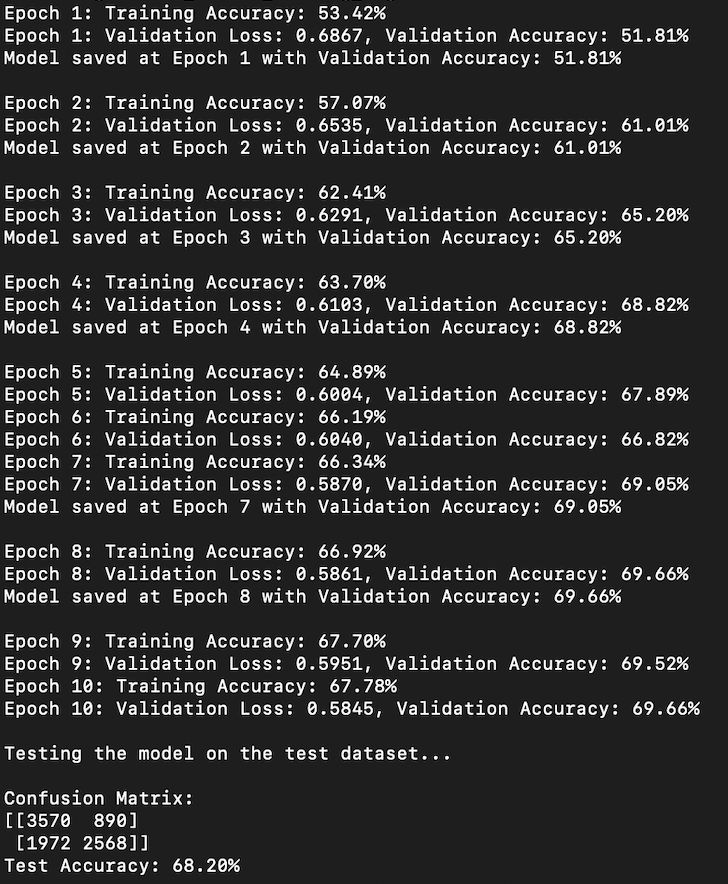 Epoch 1: Training Accuracy: 53.42%
Epoch 1: Validation Loss: 0.6867, Validation Accuracy: 51.81%
Model saved at Epoch 1 with Validation Accuracy: 51.81%

Epoch 2: Training Accuracy: 57.07%
Epoch 2: Validation Loss: 0.6535, Validation Accuracy: 61.01%
Model saved at Epoch 2 with Validation Accuracy: 61.01%

Epoch 3: Training Accuracy: 62.41%
Epoch 3: Validation Loss: 0.6291, Validation Accuracy: 65.20%
Model saved at Epoch 3 with Validation Accuracy: 65.20%

Epoch 4: Training Accuracy: 63.70%
Epoch 4: Validation Loss: 0.6103, Validation Accuracy: 68.82%
Model saved at Epoch 4 with Validation Accuracy: 68.82%

Epoch 5: Training Accuracy: 64.89%
Epoch 5: Validation Loss: 0.6004, Validation Accuracy: 67.89%
Epoch 6: Training Accuracy: 66.19%
Epoch 6: Validation Loss: 0.6040, Validation Accuracy: 66.82%
Epoch 7: Training Accuracy: 66.34%
Epoch 7: Validation Loss: 0.5870, Validation Accuracy: 69.05%
Model saved at Epoch 7 with Validation Accuracy: 69.05%

Epoch 8: Training Accuracy: 66.92%
Epoch 8: Validation Loss: 0.5861, Validation Accuracy: 69.66%
Model saved at Epoch 8 with Validation Accuracy: 69.66%

Epoch 9: Training Accuracy: 67.70%
Epoch 9: Validation Loss: 0.5951, Validation Accuracy: 69.52%
Epoch 10: Training Accuracy: 67.78%
Epoch 10: Validation Loss: 0.5845, Validation Accuracy: 69.66%

Testing the model on the test dataset...

Confusion Matrix:
[[3570  890]
 [1972 2568]]
Test Accuracy: 68.20%